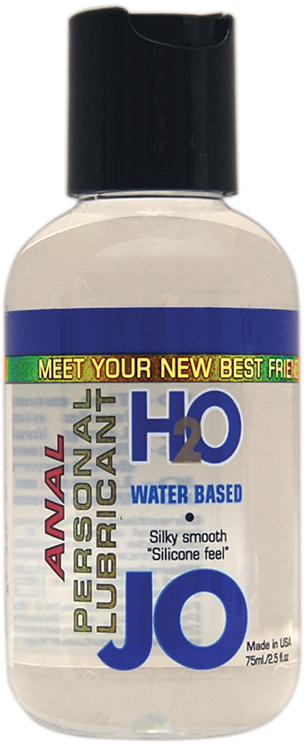 MEET YOUR NEW BEST FRIEN
ANAL
PERSONAL
LUBRICANT
H2O
WATER BASED
•
Silky smooth
"Silicone feel"
JO
Made in USA
75ml./2.5 fl.oz